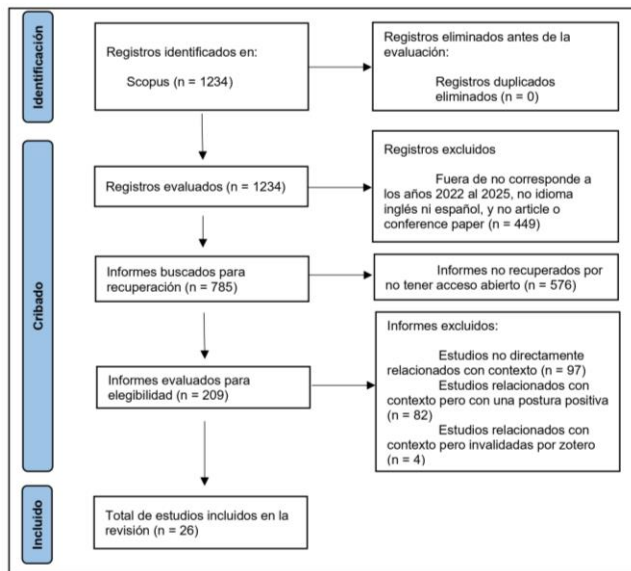 Identificación
Registros identificados en:
Scopus (n = 1234)
Registros eliminados antes de la
evaluación:
Registros duplicados
eliminados (n = 0)
Cribado
Registros evaluados (n = 1234)
Registros excluidos
Fuera de no corresponde a
los años 2022 al 2025, no idioma
inglés ni español, y no article o
conference paper (n = 449)
Informes buscados para
recuperación (n = 785)
Informes no recuperados por
no tener acceso abierto (n = 576)
Informes evaluados para
elegibilidad (n = 209)
Informes excluidos:
Estudios no directamente
relacionados con contexto (n = 97)
Estudios relacionados con
contexto pero con una postura positiva
(n = 82)
Estudios relacionados con
contexto pero invalidadas por zotero
(n = 4)
Incluido
Total de estudios incluidos en la
revisión (n = 26)